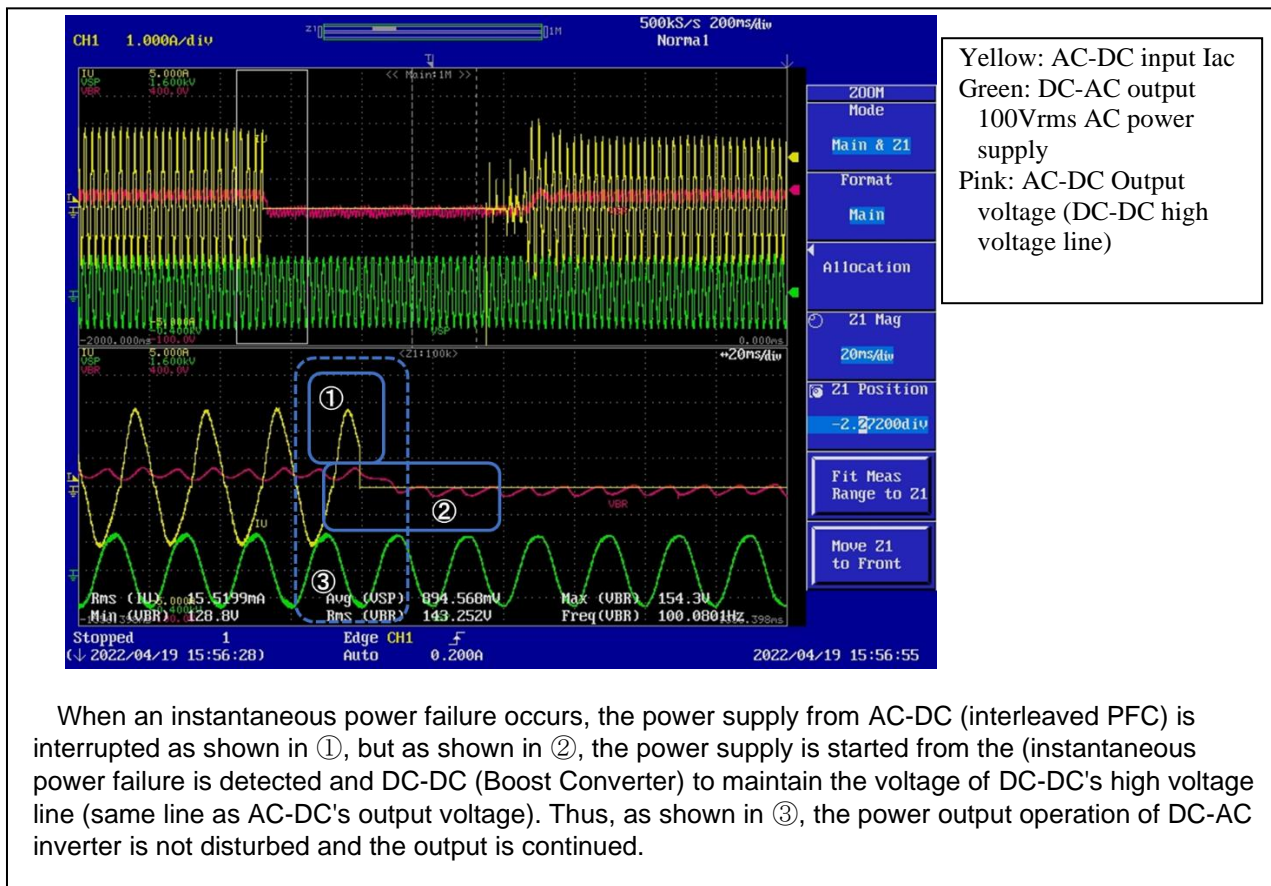 500kS/s 200ms/div
CH1 1.000A/div Z1 1M Normal
<< Main:1M >>
IU 5.000A
VSP 1.600kV
VBR 400.0V
IU
-5.000A
-0.400kV
VBR -100.0V
VSP
-2000.000ms 0.000ms
IU 5.000A <Z1:100k> ↔20ms/div
VSP 1.600kV
VBR 400.0V
①
②
VBR
IU
③
Rms (IU) 15.5199mA Avg (VSP) 894.568mV Max (VBR) 154.3V
Min (VBR) 128.8V Rms (VBR) 143.252V Freq(VBR) 100.0801Hz
Stopped 1 Edge CH1
(↓ 2022/04/19 15:56:28) Auto 0.200A 2022/04/19 15:56:55
ZOOM
Mode
Main & Z1
Format
Main
Allocation
Z1 Mag
20ms/div
Z1 Position
-2.27200div
Fit Meas
Range to Z1
Move Z1
to Front
Yellow: AC-DC input Iac
Green: DC-AC output
100Vrms AC power
supply
Pink: AC-DC Output
voltage (DC-DC high
voltage line)
When an instantaneous power failure occurs, the power supply from AC-DC (interleaved PFC) is
interrupted as shown in ①, but as shown in ②, the power supply is started from the (instantaneous
power failure is detected and DC-DC (Boost Converter) to maintain the voltage of DC-DC's high voltage
line (same line as AC-DC's output voltage). Thus, as shown in ③, the power output operation of DC-AC
inverter is not disturbed and the output is continued.